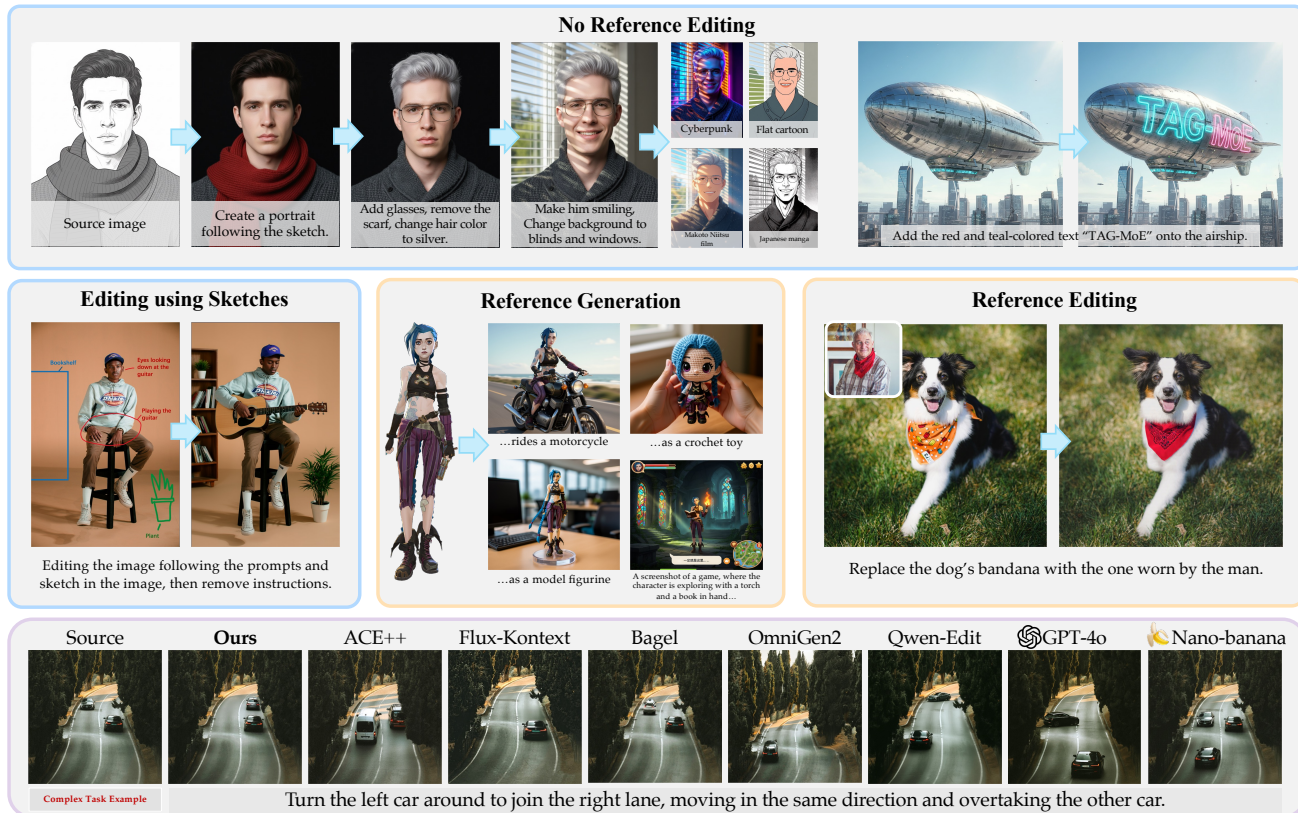 No Reference Editing
Source image
Create a portrait
following the sketch.
Add glasses, remove the
scarf, change hair color
to silver.
Make him smiling,
Change background to
blinds and windows.
Cyberpunk
Flat cartoon
Makoto Niitsu
film
Japanese manga
TAG-MoE
Add the red and teal-colored text “TAG-MoE” onto the airship.
Editing using Sketches
Bookshelf
Eyes looking
down at the
guitar
Playing the
guitar
Plant
Editing the image following the prompts and
sketch in the image, then remove instructions.
Reference Generation
...rides a motorcycle
...as a crochet toy
...as a model figurine
A screenshot of a game, where the
character is exploring with a torch
and a book in hand...
Reference Editing
Replace the dog’s bandana with the one worn by the man.
Source
Ours
ACE++
Flux-Kontext
Bagel
OmniGen2
Qwen-Edit
GPT-4o
Nano-banana
Complex Task Example
Turn the left car around to join the right lane, moving in the same direction and overtaking the other car.